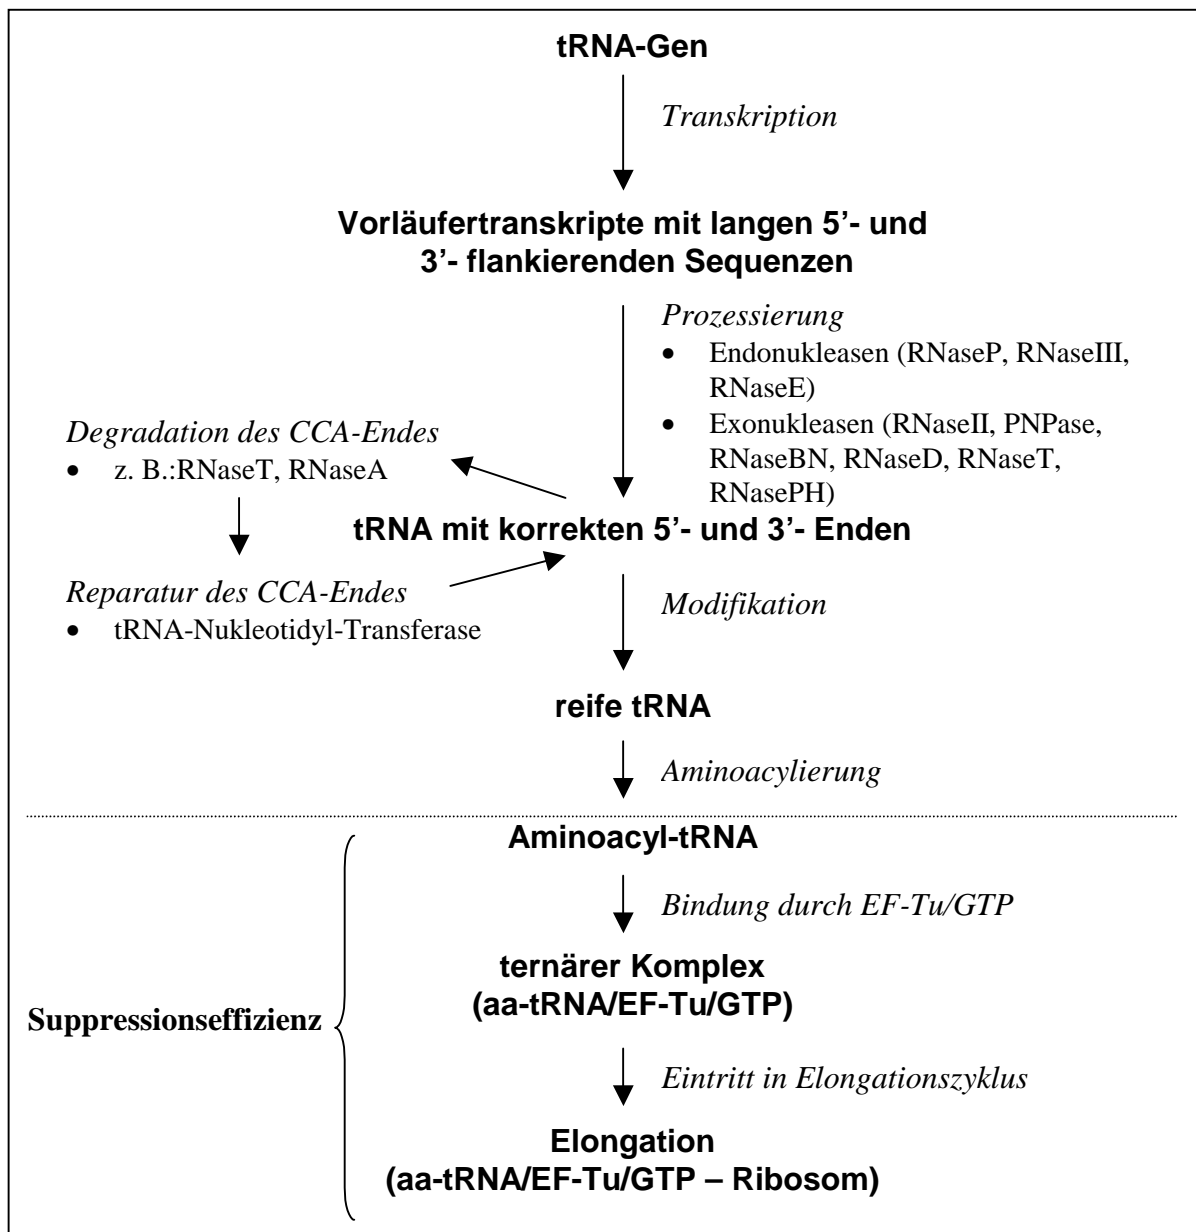 tRNA-Gen
Transkription
Vorläufertranskripte mit langen 5’- und
3’- flankierenden Sequenzen
Prozessierung
• Endonukleasen (RNaseP, RNaseIII,
RNaseE)
• Exonukleasen (RNaseII, PNPase,
RNaseBN, RNaseD, RNaseT,
RNasePH)
Degradation des CCA-Endes
• z. B.:RNaseT, RNaseA
tRNA mit korrekten 5’- und 3’- Enden
Reparatur des CCA-Endes
• tRNA-Nukleotidyl-Transferase
Modifikation
reife tRNA
Aminoacylierung
Aminoacyl-tRNA
Bindung durch EF-Tu/GTP
ternärer Komplex
(aa-tRNA/EF-Tu/GTP)
Suppressionseffizienz
Eintritt in Elongationszyklus
Elongation
(aa-tRNA/EF-Tu/GTP – Ribosom)